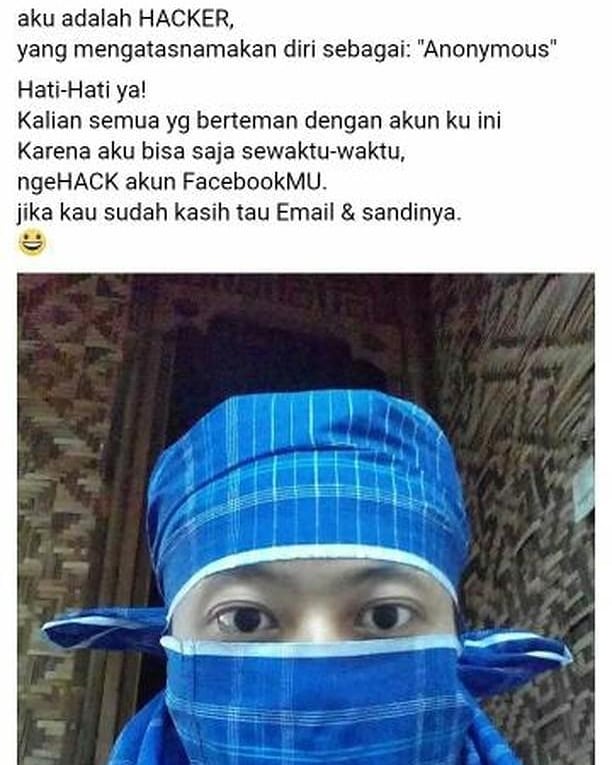 aku adalah HACKER,
yang mengatasnamakan diri sebagai: "Anonymous"
Hati-Hati ya!
Kalian semua yg berteman dengan akun ku ini
Karena aku bisa saja sewaktu-waktu,
ngeHACK akun FacebookMU.
jika kau sudah kasih tau Email & sandinya.
😀